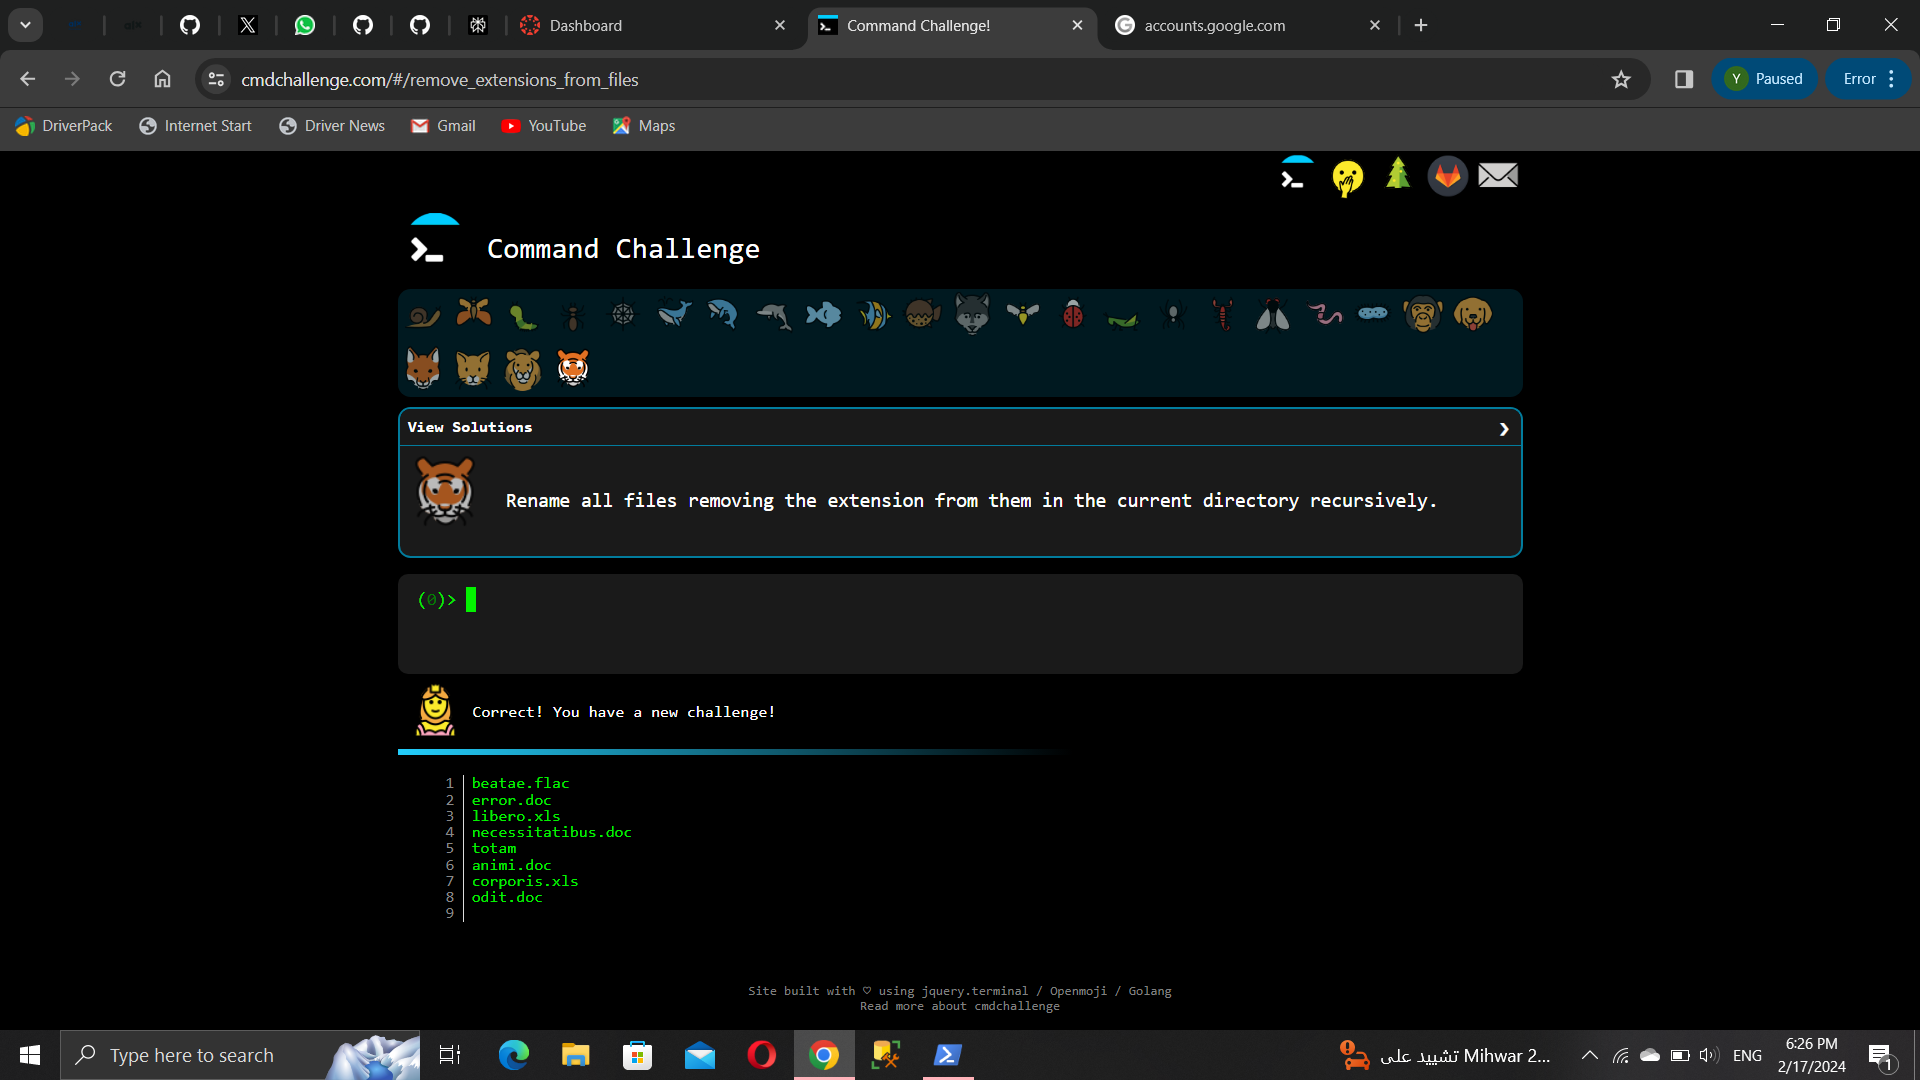 Dashboard
Command Challenge!
accounts.google.com
cmdchallenge.com/#/remove_extensions_from_files
Y Paused
Error
DriverPack
Internet Start
Driver News
Gmail
YouTube
Maps
>_ Command Challenge
View Solutions
Rename all files removing the extension from them in the current directory recursively.
(0)>
Correct! You have a new challenge!
1 beatae.flac
2 error.doc
3 libero.xls
4 necessitatibus.doc
5 totam
6 animi.doc
7 corporis.xls
8 odit.doc
9
Site built with ♡ using jquery.terminal / Openmoji / Golang
Read more about cmdchallenge
Type here to search
تشييد على Mihwar 2...
ENG
6:26 PM
2/17/2024
1